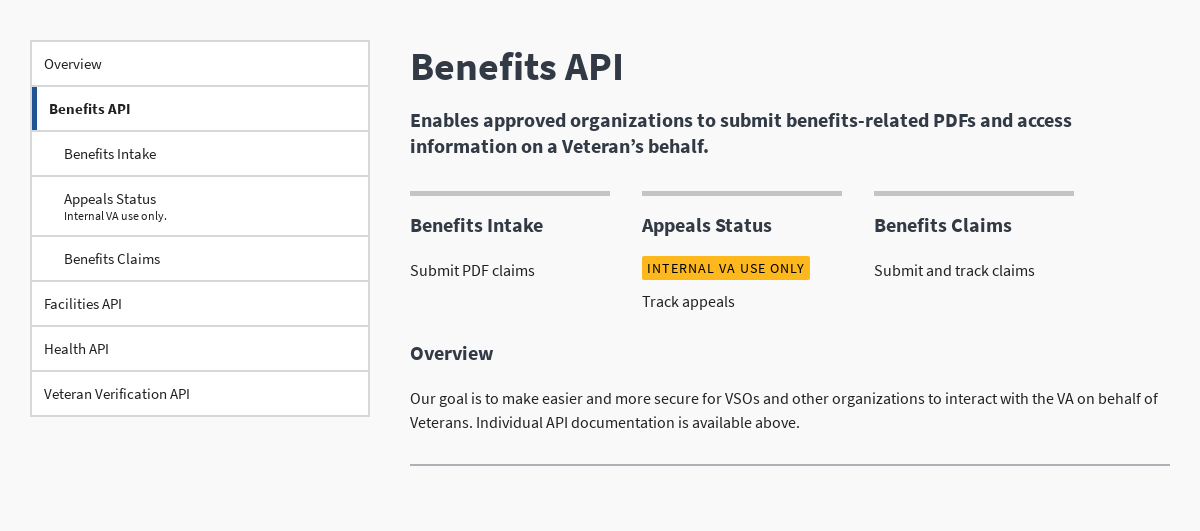 Overview
Benefits API
Benefits Intake
Appeals Status
Internal VA use only.
Benefits Claims
Facilities API
Health API
Veteran Verification API
Benefits API
Enables approved organizations to submit benefits-related PDFs and access
information on a Veteran’s behalf.
Benefits Intake
Submit PDF claims
Appeals Status
INTERNAL VA USE ONLY
Track appeals
Benefits Claims
Submit and track claims
Overview
Our goal is to make easier and more secure for VSOs and other organizations to interact with the VA on behalf of
Veterans. Individual API documentation is available above.